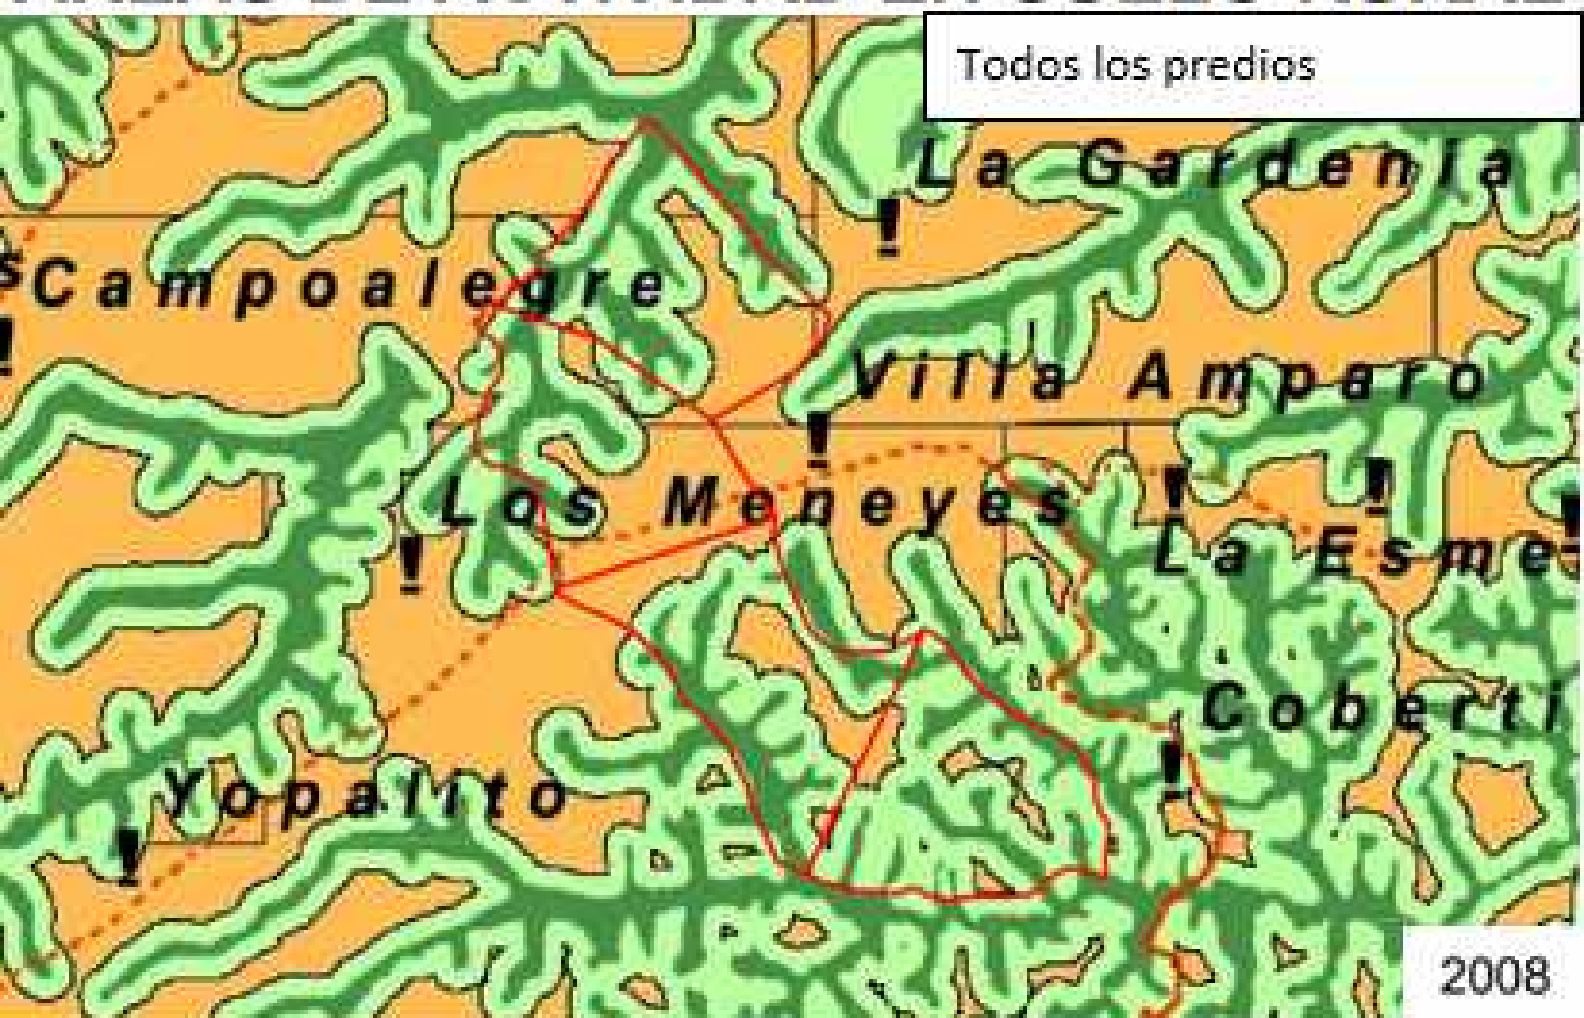 Todos los predios
La Gardenia
s Campoalegre
Villa Amparo
Los Meneyes
La Esme
Coberti
Yopalito
2008